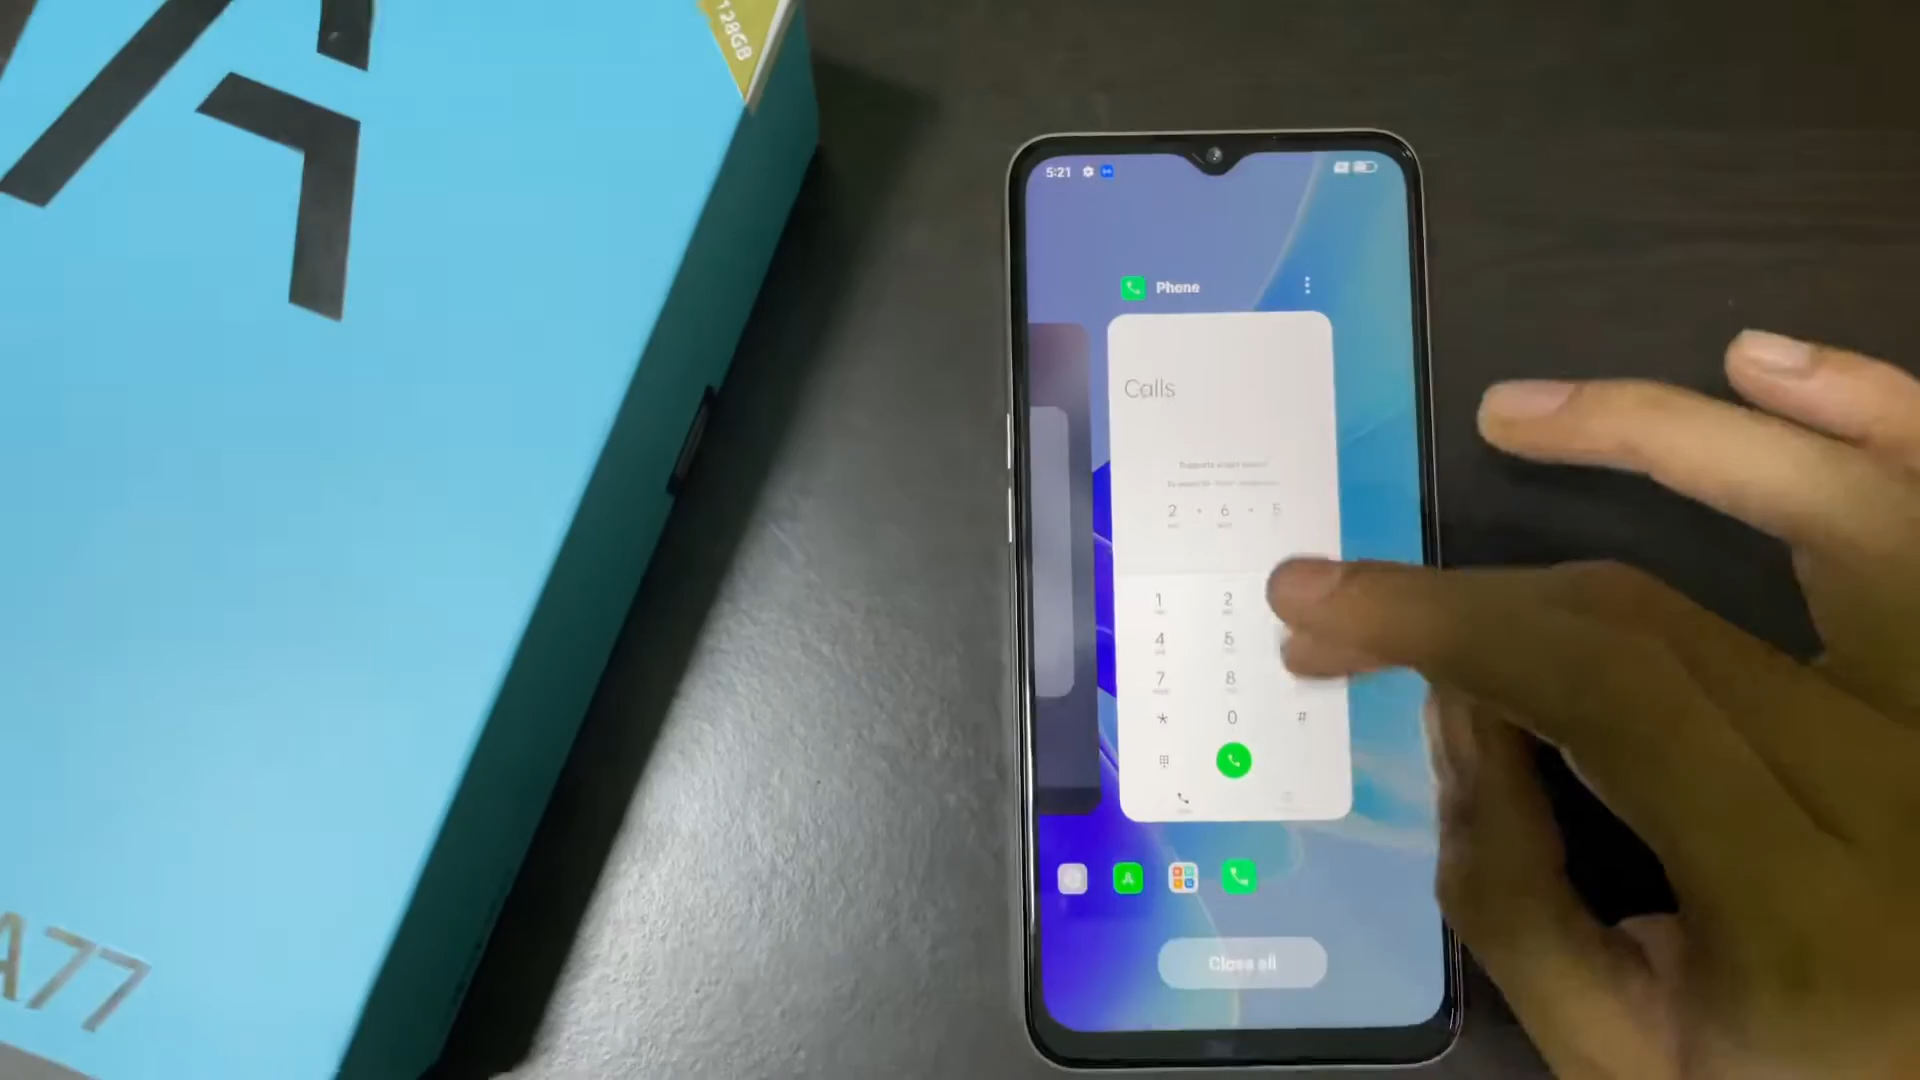 128GB
A77
5:21
Phone
Calls
2 · 6 · 5
1 2
4 5
7 8
* 0 #
Close all